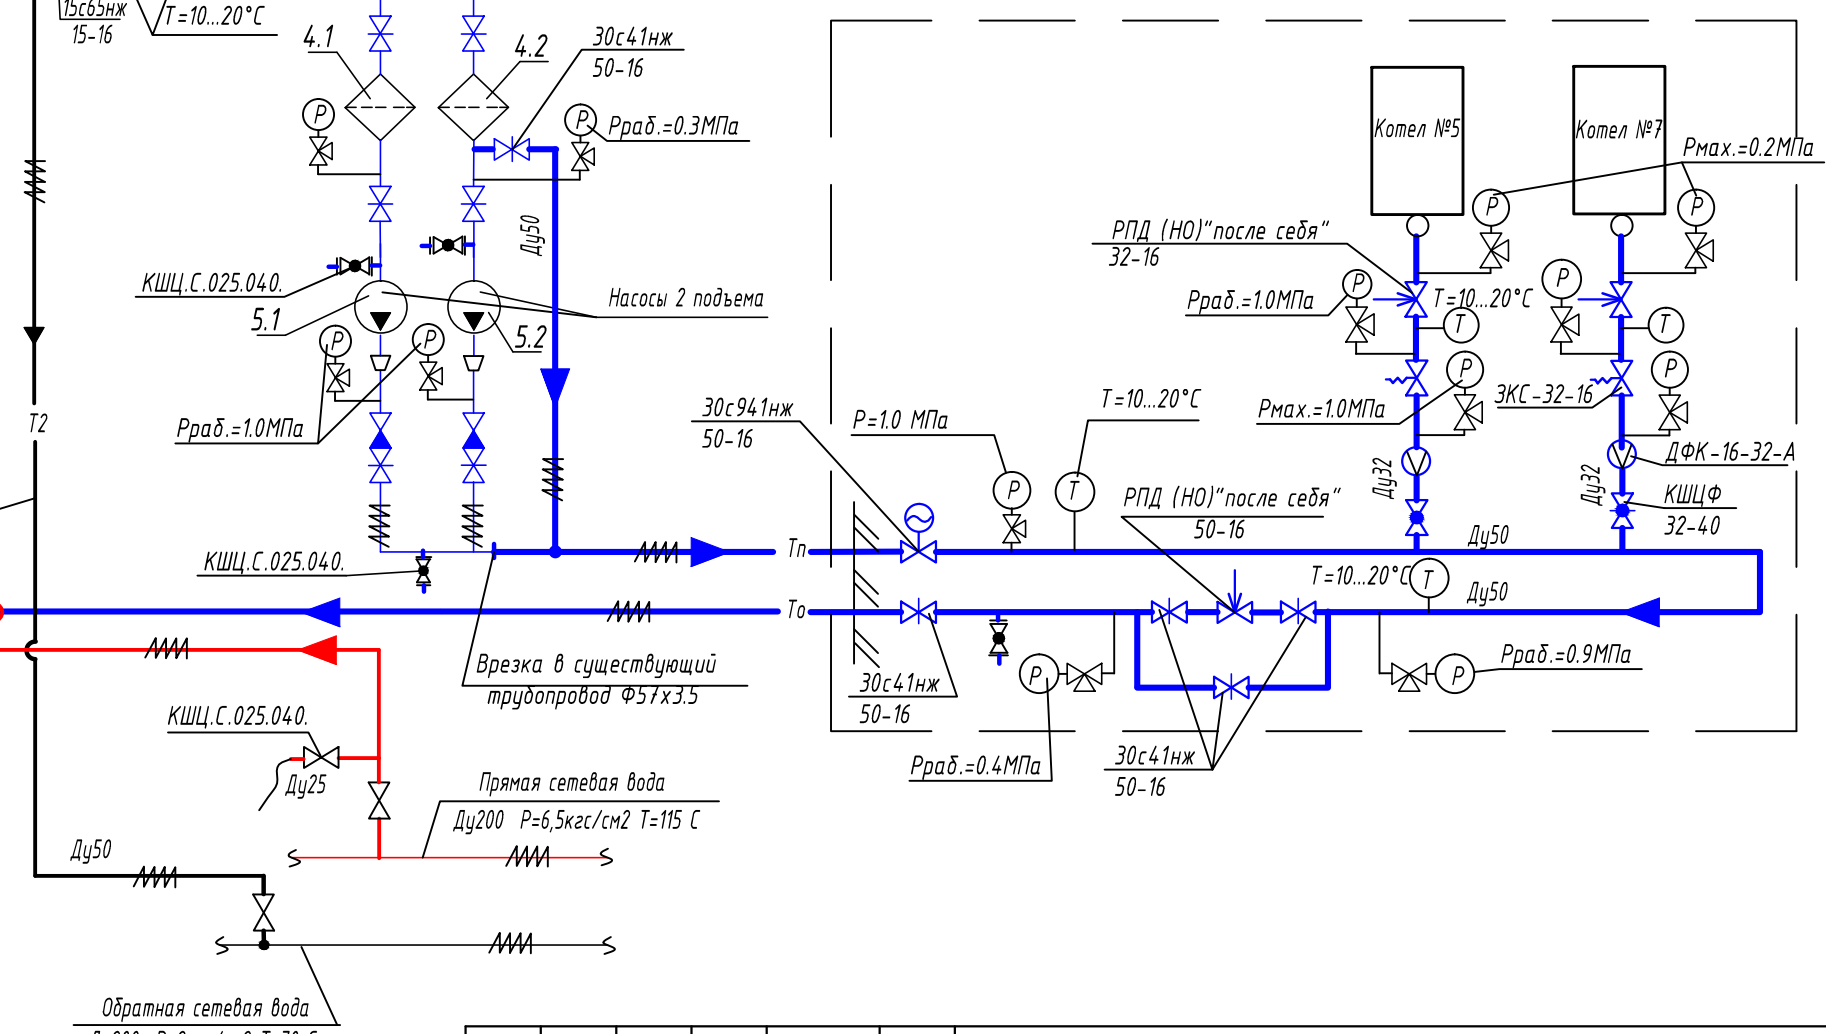 15с65нж
15-16
Т=10...20°С
4.1
4.2
30с41нж
50-16
Р
Р
Рраб.=0.3МПа
Котел №5
Котел №7
Рмах.=0.2МПа
Р
Р
Ду50
РПД (НО)"после себя"
32-16
КШЦ.С.025.040.
Насосы 2 подъема
Рраб.=1.0МПа
Р
Т=10...20°С
Р
Т
Т
5.1
5.2
Р
Р
Р
Р
Т2
Рраб.=1.0МПа
30с941нж
50-16
Р=1.0 МПа
Т=10...20°С
Рмах.=1.0МПа
ЗКС-32-16
ДФК-16-32-А
Ду32
Ду32
Р
Т
РПД (НО)"после себя"
50-16
КШЦФ
32-40
Тп
Ду50
КШЦ.С.025.040.
Т=10...20°С
Т
Ду50
То
Врезка в существующий
трубопровод Ф57х3.5
30с41нж
50-16
Р
Р
Рраб.=0.9МПа
КШЦ.С.025.040.
Рраб.=0.4МПа
30с41нж
50-16
Ду25
Прямая сетевая вода
Ду200 Р=6,5кгс/см2 Т=115 С
Ду50
Обратная сетевая вода